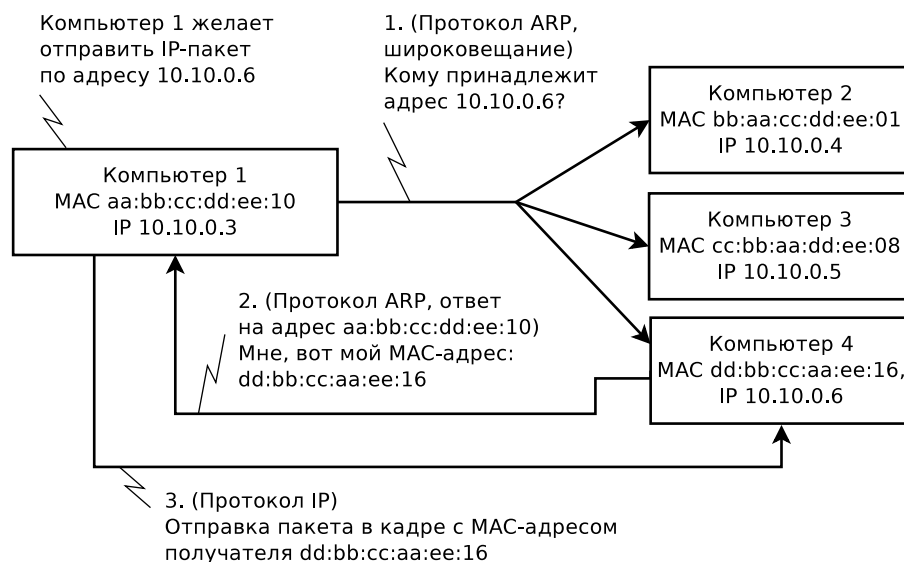 Компьютер 1 желает
отправить IP-пакет
по адресу 10.10.0.6
1. (Протокол ARP,
широковещание)
Кому принадлежит
адрес 10.10.0.6?
Компьютер 2
MAC bb:aa:cc:dd:ee:01
IP 10.10.0.4
Компьютер 1
MAC aa:bb:cc:dd:ee:10
IP 10.10.0.3
Компьютер 3
MAC cc:bb:aa:dd:ee:08
IP 10.10.0.5
2. (Протокол ARP, ответ
на адрес aa:bb:cc:dd:ee:10)
Мне, вот мой MAC-адрес:
dd:bb:cc:aa:ee:16
Компьютер 4
MAC dd:bb:cc:aa:ee:16,
IP 10.10.0.6
3. (Протокол IP)
Отправка пакета в кадре с MAC-адресом
получателя dd:bb:cc:aa:ee:16